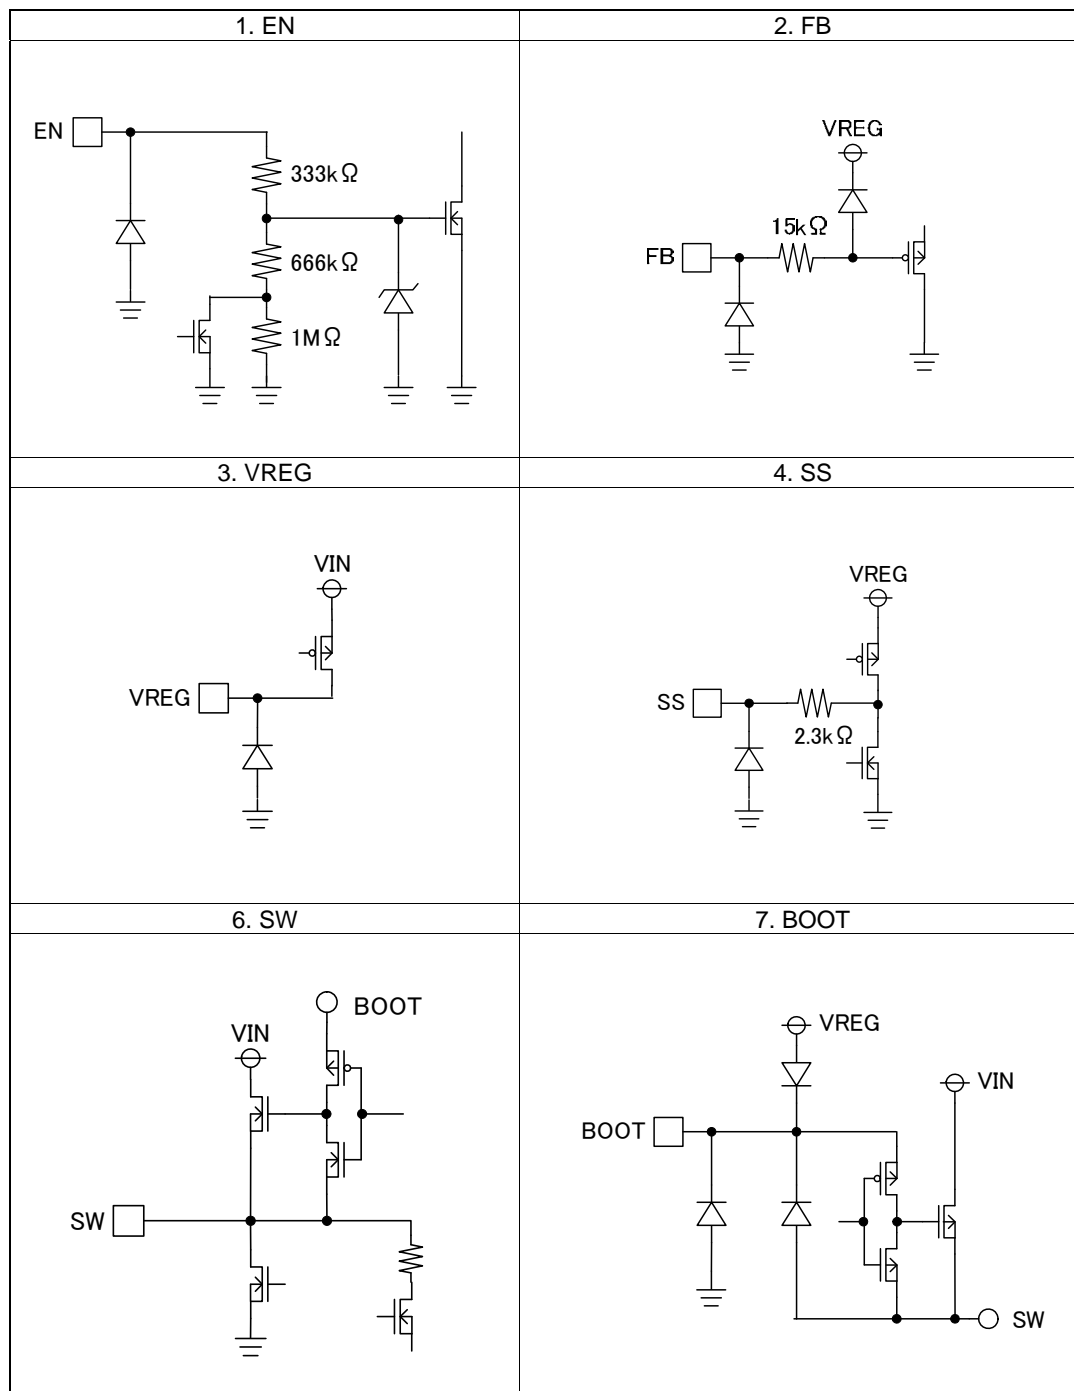 1. EN
2. FB
EN
333kΩ
666kΩ
1MΩ
VREG
15kΩ
FB
3. VREG
4. SS
VIN
VREG
VREG
SS
2.3kΩ
6. SW
7. BOOT
BOOT
VIN
SW
VREG
VIN
BOOT
SW